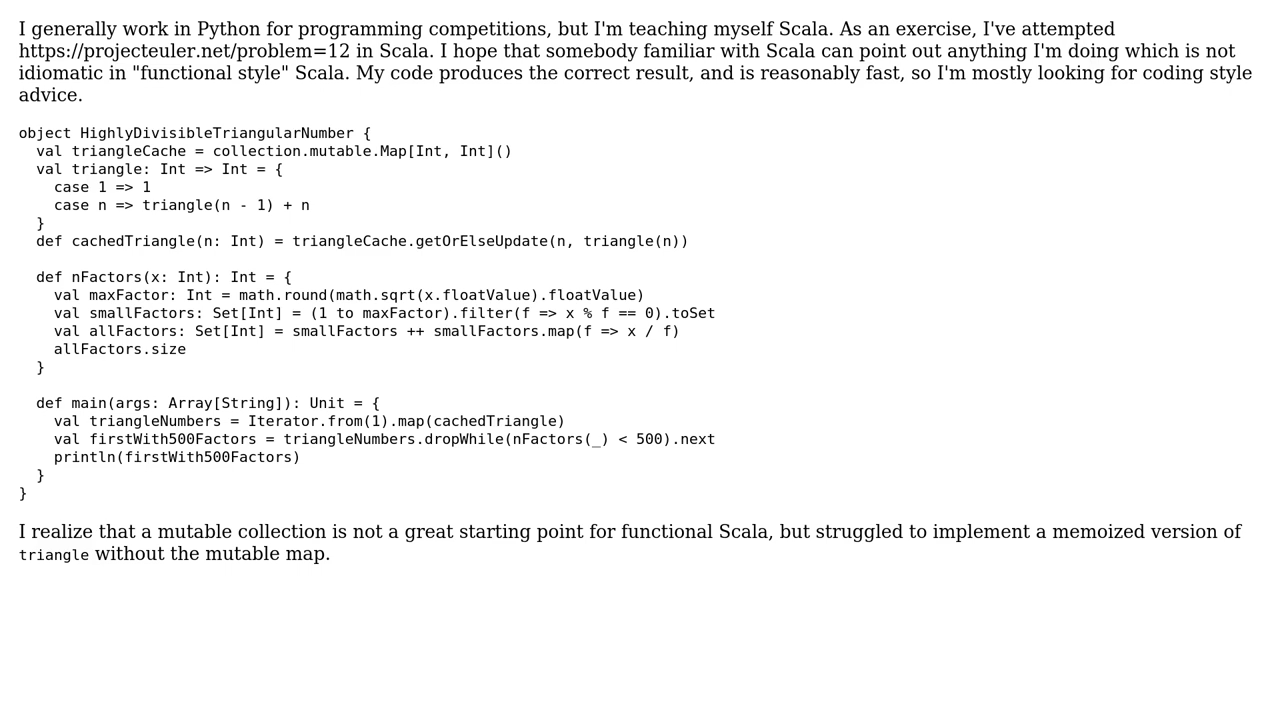 I generally work in Python for programming competitions, but I'm teaching myself Scala. As an exercise, I've attempted
https://projecteuler.net/problem=12 in Scala. I hope that somebody familiar with Scala can point out anything I'm doing which is not
idiomatic in "functional style" Scala. My code produces the correct result, and is reasonably fast, so I'm mostly looking for coding style
advice.
object HighlyDivisibleTriangularNumber {
  val triangleCache = collection.mutable.Map[Int, Int]()
  val triangle: Int => Int = {
    case 1 => 1
    case n => triangle(n - 1) + n
  }
  def cachedTriangle(n: Int) = triangleCache.getOrElseUpdate(n, triangle(n))

  def nFactors(x: Int): Int = {
    val maxFactor: Int = math.round(math.sqrt(x.floatValue).floatValue)
    val smallFactors: Set[Int] = (1 to maxFactor).filter(f => x % f == 0).toSet
    val allFactors: Set[Int] = smallFactors ++ smallFactors.map(f => x / f)
    allFactors.size
  }

  def main(args: Array[String]): Unit = {
    val triangleNumbers = Iterator.from(1).map(cachedTriangle)
    val firstWith500Factors = triangleNumbers.dropWhile(nFactors(_) < 500).next
    println(firstWith500Factors)
  }
}
I realize that a mutable collection is not a great starting point for functional Scala, but struggled to implement a memoized version of
triangle without the mutable map.